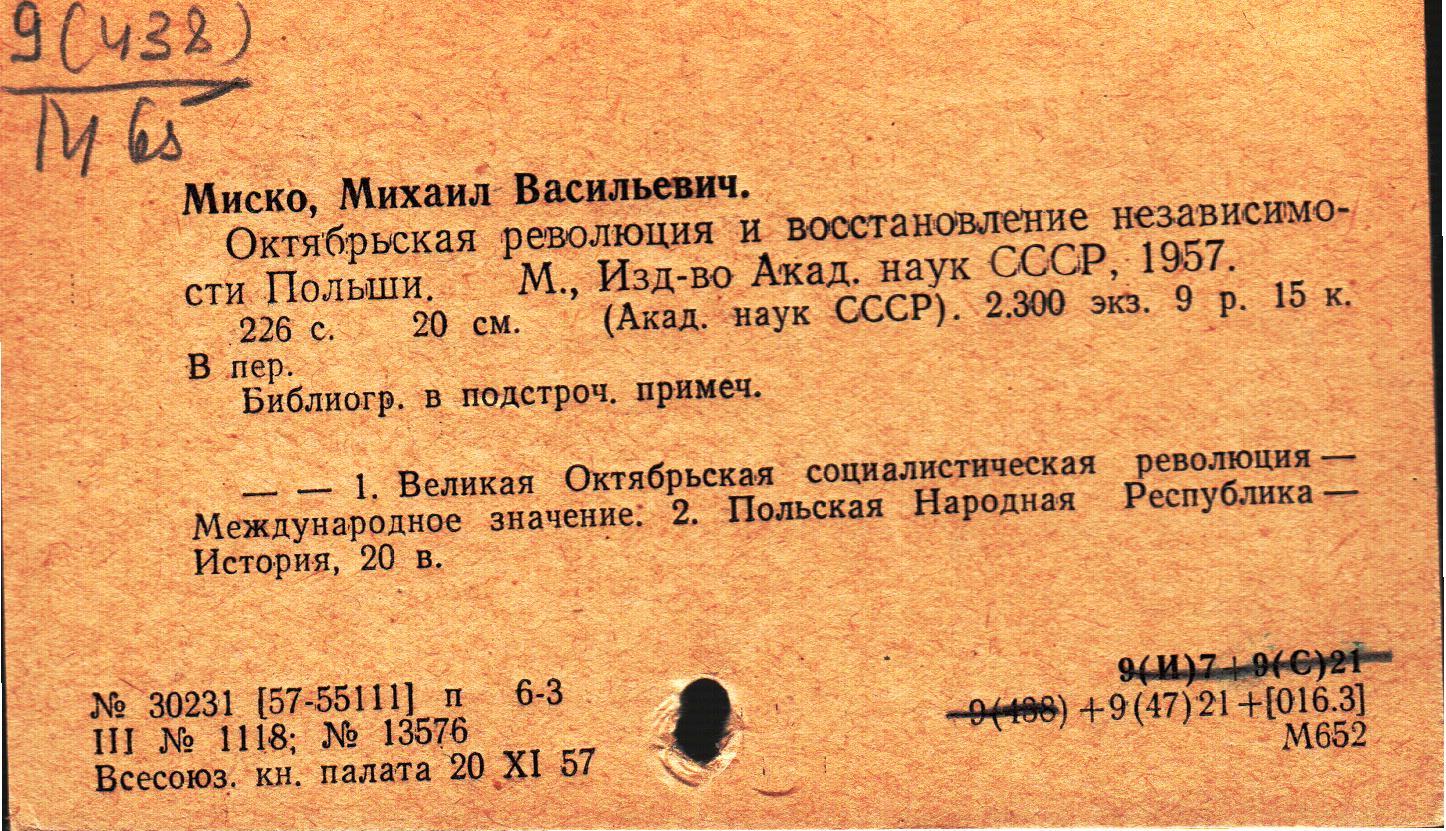 9(438)
М 65
Миско, Михаил Васильевич.
Октябрьская революция и восстановление независимо-
сти Польши. М., Изд-во Акад. наук СССР, 1957.
226 с. 20 см. (Акад. наук СССР). 2.300 экз. 9 р. 15 к.
В пер.
Библиогр. в подстроч. примеч.
— — 1. Великая Октябрьская социалистическая революция —
Международное значение. 2. Польская Народная Республика —
История, 20 в.
9(И)7+9(С)21
№ 30231 [57-55111] п 6-3
9(438)+9(47)21+[016.3]
III № 1118; № 13576
М652
Всесоюз. кн. палата 20 XI 57